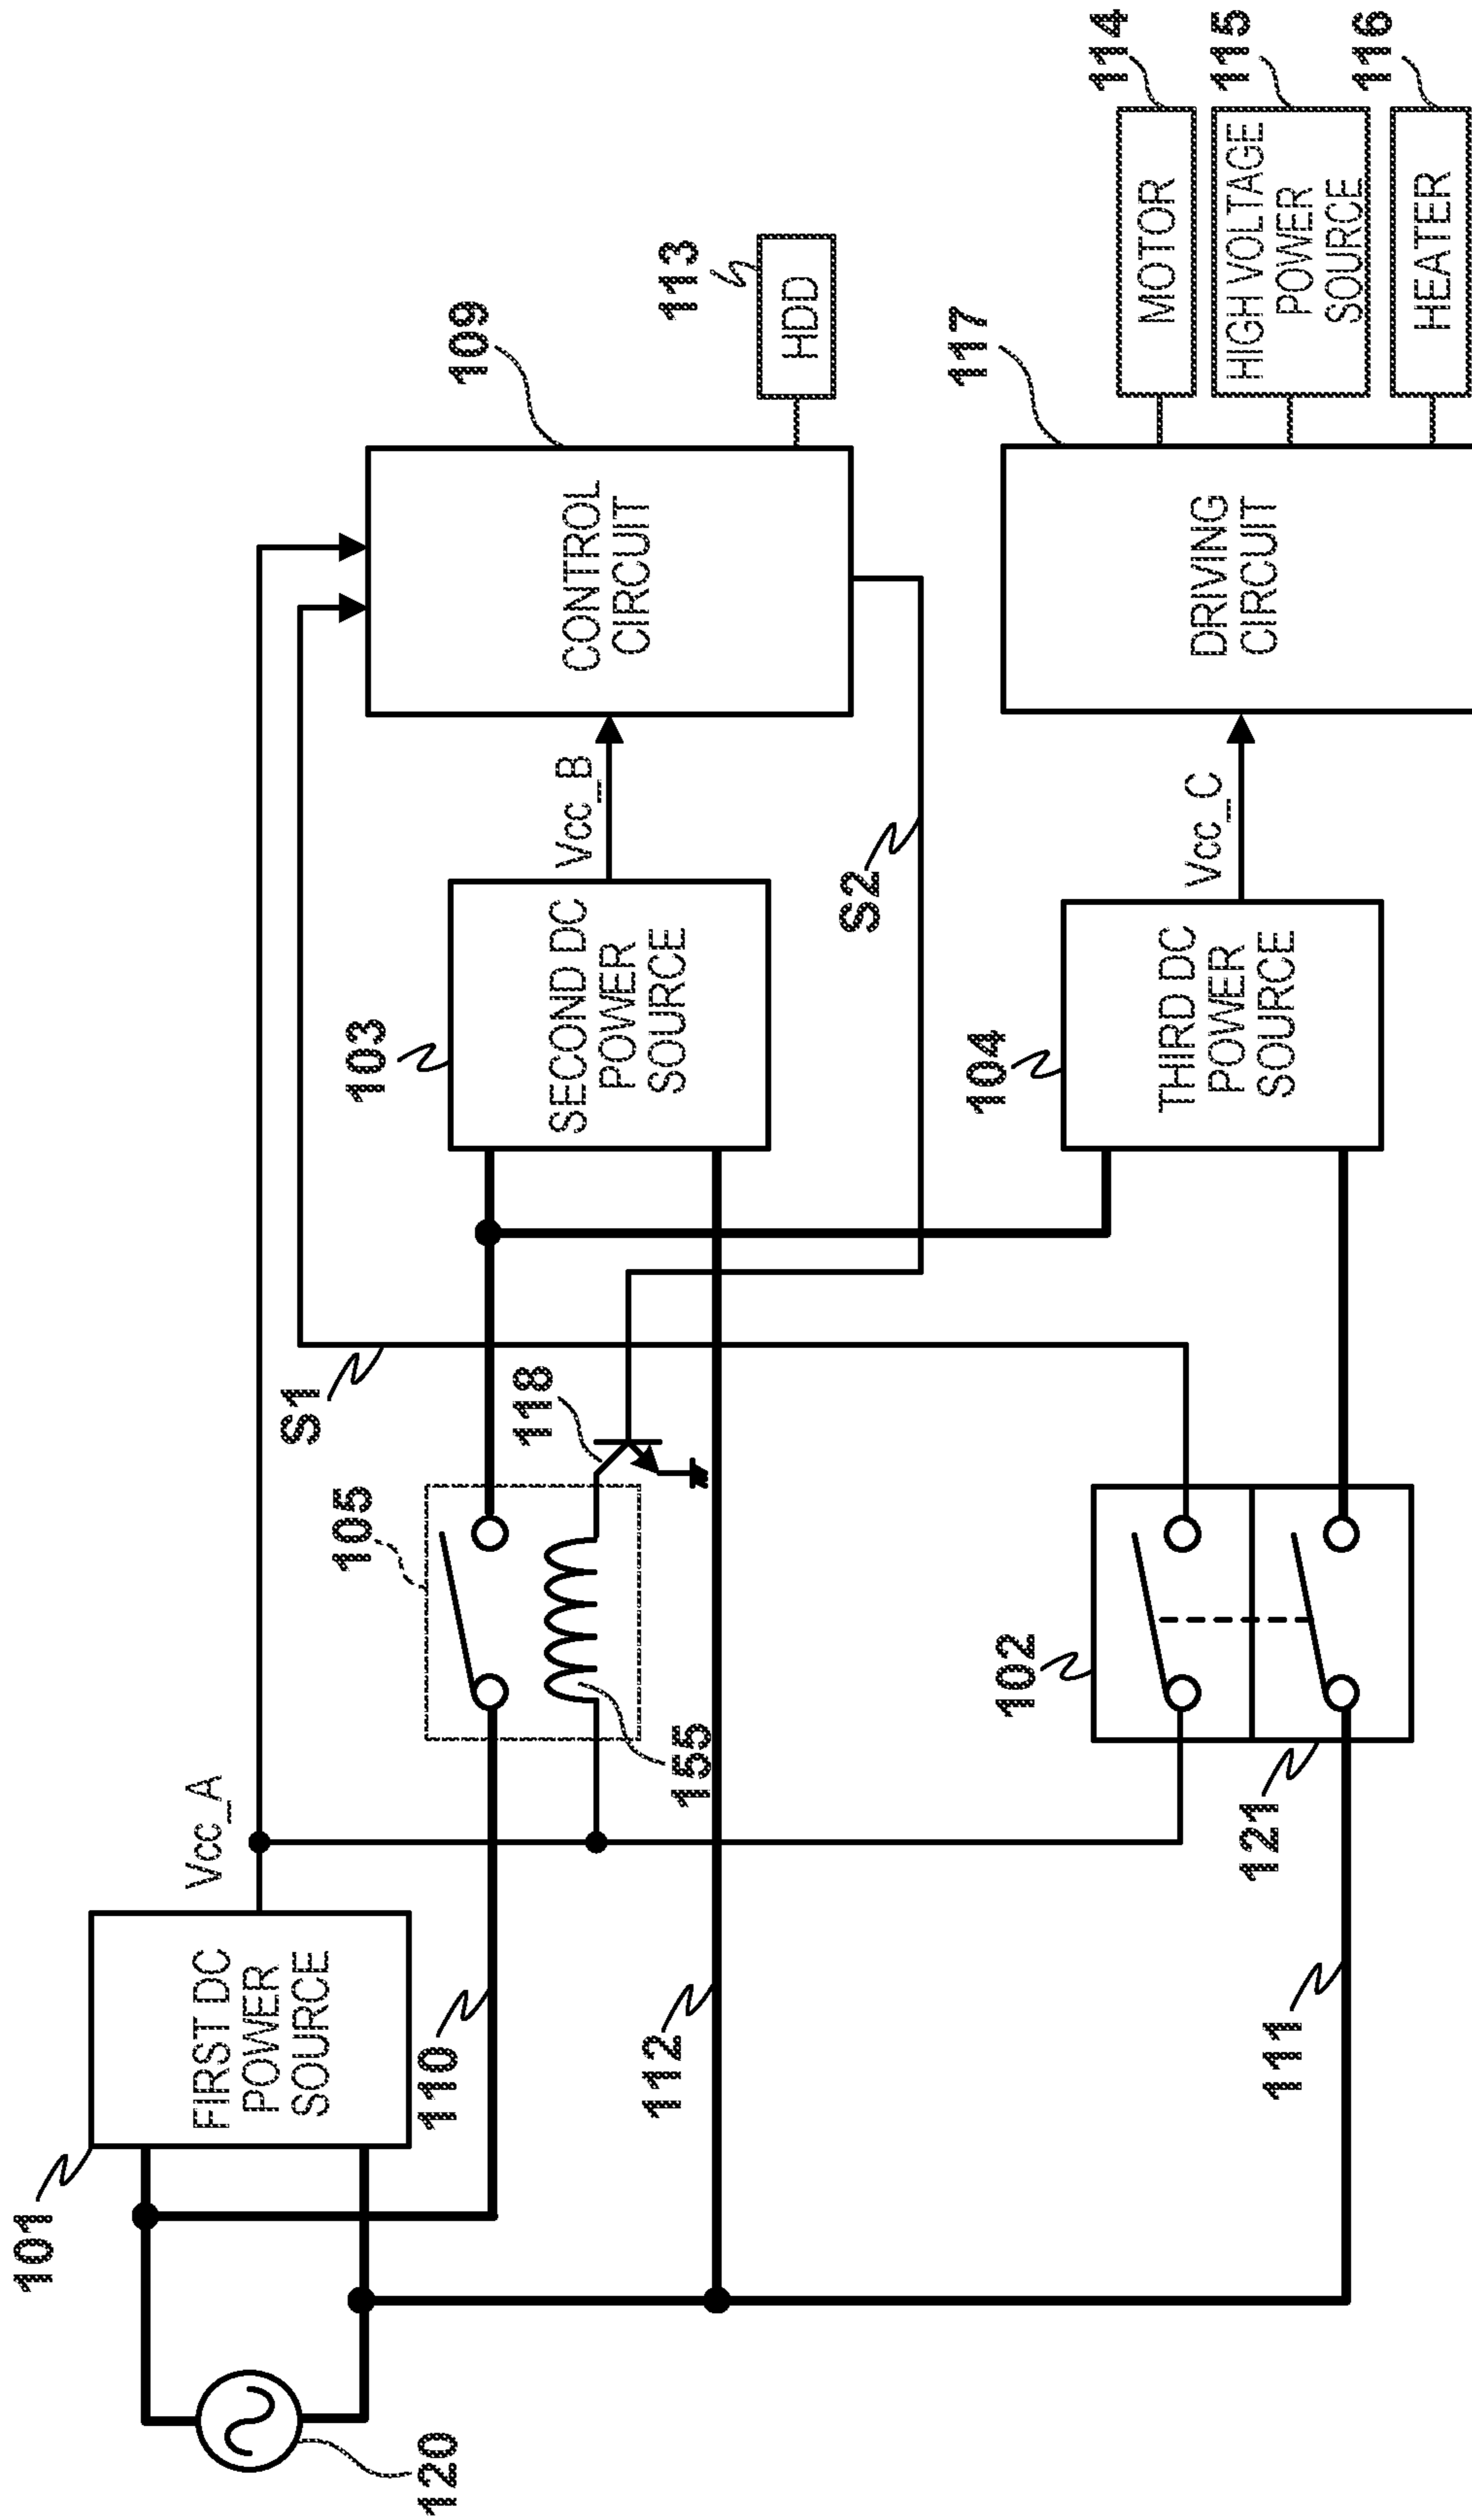 101
FIRST DC
POWER
SOURCE
Vcc_A
S1
109
CONTROL
CIRCUIT
113
HDD
103
SECOND DC
POWER
SOURCE
Vcc_B
105
118
155
110
112
S2
120
102
121
111
104
THIRD DC
POWER
SOURCE
Vcc_C
117
DRIVING
CIRCUIT
114
MOTOR
115
HIGH VOLTAGE
POWER
SOURCE
116
HEATER